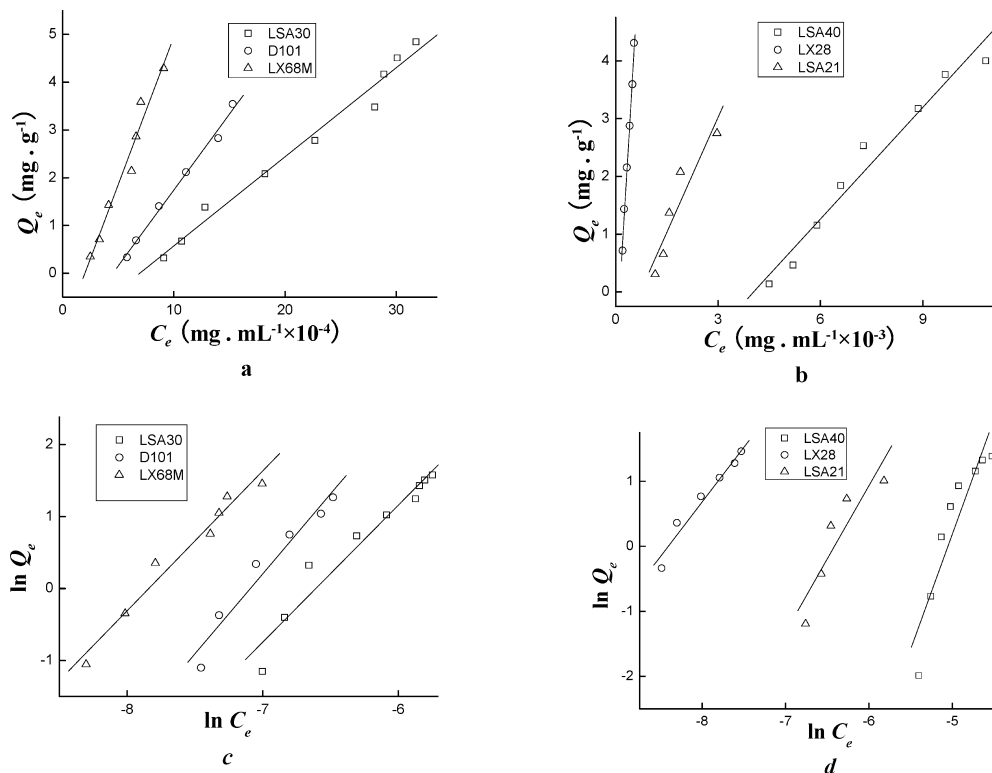 LSA30
D101
LX68M
5
4
3
2
1
0
Qe (mg . g-1)
0 10 20 30
Ce (mg . mL-1×10-4)
a
LSA40
LX28
LSA21
4
3
2
1
0
Qe (mg . g-1)
0 3 6 9
Ce (mg . mL-1×10-3)
b
LSA30
D101
LX68M
2
1
0
-1
ln Qe
-8 -7 -6
ln Ce
c
LSA40
LX28
LSA21
1
0
-1
-2
ln Qe
-8 -7 -6 -5
ln Ce
d